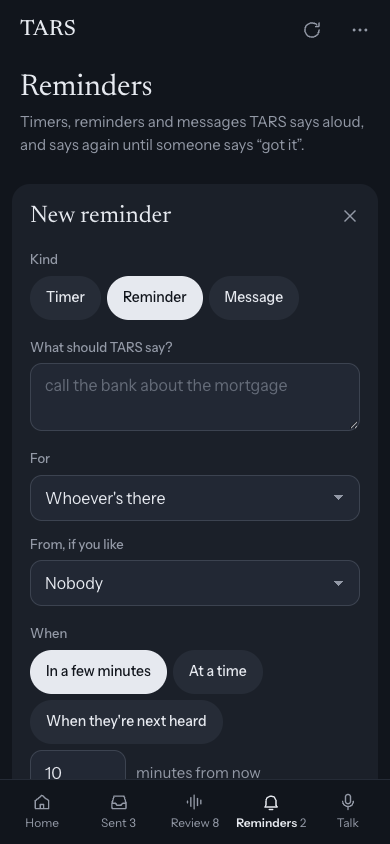 TARS
Reminders
Timers, reminders and messages TARS says aloud,
and says again until someone says “got it”.
New reminder
Kind
Timer Reminder Message
What should TARS say?
call the bank about the mortgage
For
Whoever's there
From, if you like
Nobody
When
In a few minutes At a time
When they're next heard
10 minutes from now
Home Sent 3 Review 8 Reminders 2 Talk